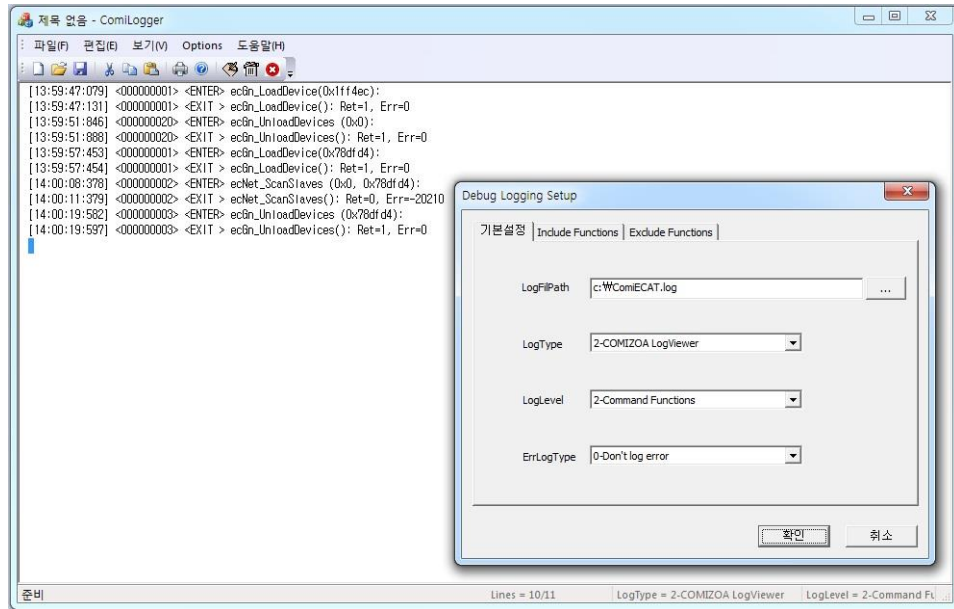 제목 없음 - ComiLogger
파일(F) 편집(E) 보기(V) Options 도움말(H)
[13:59:47:079] <000000001> <ENTER> ecGn_LoadDevice(0x1ff4ec):
[13:59:47:131] <000000001> <EXIT > ecGn_LoadDevice(): Ret=1, Err=0
[13:59:51:846] <000000020> <ENTER> ecGn_UnloadDevices (0x0):
[13:59:51:888] <000000020> <EXIT > ecGn_UnloadDevices(): Ret=1, Err=0
[13:59:57:453] <000000001> <ENTER> ecGn_LoadDevice(0x78dfd4):
[13:59:57:454] <000000001> <EXIT > ecGn_LoadDevice(): Ret=1, Err=0
[14:00:08:378] <000000002> <ENTER> ecNet_ScanSlaves (0x0, 0x78dfd4):
[14:00:11:379] <000000002> <EXIT > ecNet_ScanSlaves(): Ret=0, Err=-20210
[14:00:19:582] <000000003> <ENTER> ecGn_UnloadDevices (0x78dfd4):
[14:00:19:597] <000000003> <EXIT > ecGn_UnloadDevices(): Ret=1, Err=0
Debug Logging Setup
기본설정 Include Functions Exclude Functions
LogFilPath c:₩ComiECAT.log ...
LogType 2-COMIZOA LogViewer
LogLevel 2-Command Functions
ErrLogType 0-Don't log error
확인 취소
준비 Lines = 10/11 LogType = 2-COMIZOA LogViewer LogLevel = 2-Command Fu